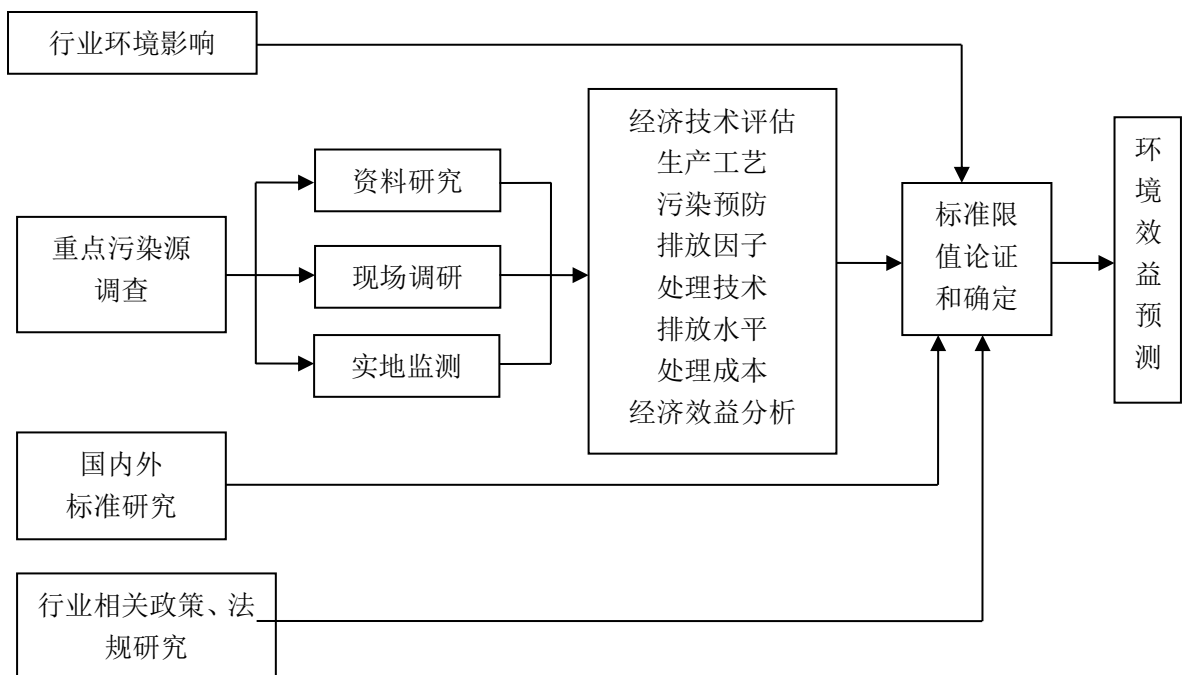 行业环境影响
资料研究
重点污染源
调查
现场调研
实地监测
经济技术评估
生产工艺
污染预防
排放因子
处理技术
排放水平
处理成本
经济效益分析
标准限
值论证
和确定
环
境
效
益
预
测
国内外
标准研究
行业相关政策、法
规研究